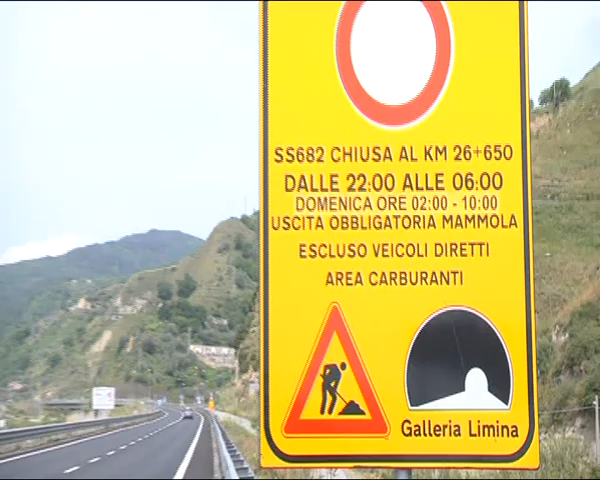 SS682 CHIUSA AL KM 26+650
DALLE 22:00 ALLE 06:00
DOMENICA ORE 02:00 - 10:00
USCITA OBBLIGATORIA MAMMOLA
ESCLUSO VEICOLI DIRETTI
AREA CARBURANTI
Galleria Limina